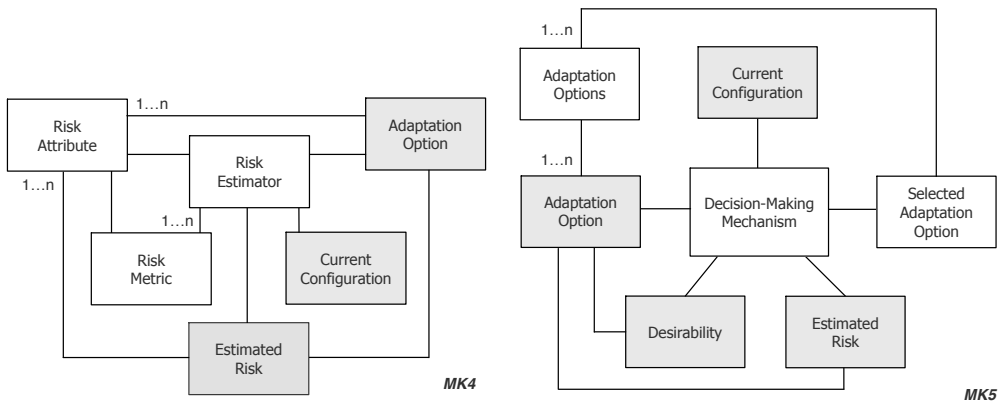 1...n
Risk
Attribute
Adaptation
Option
Risk
Estimator
1...n
1...n
Risk
Metric
Current
Configuration
Estimated
Risk
MK4
1...n
Adaptation
Options
Current
Configuration
1...n
Adaptation
Option
Decision-Making
Mechanism
Selected
Adaptation
Option
Desirability
Estimated
Risk
MK5